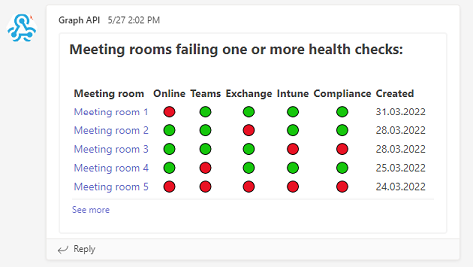 Graph API 5/27 2:02 PM
Meeting rooms failing one or more health checks:
Meeting room Online Teams Exchange Intune Compliance Created
Meeting room 1 31.03.2022
Meeting room 2 28.03.2022
Meeting room 3 28.03.2022
Meeting room 4 25.03.2022
Meeting room 5 24.03.2022
See more
Reply